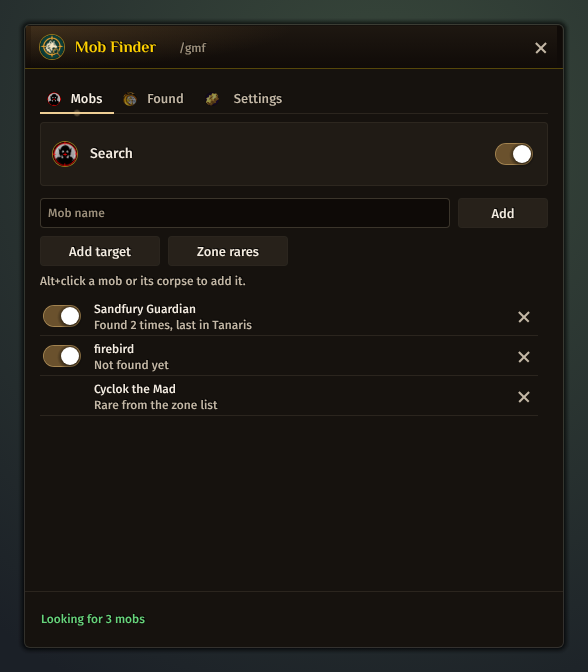 Mob Finder /gmf
Mobs Found Settings
Search
Mob name Add
Add target Zone rares
Alt+click a mob or its corpse to add it.
Sandfury Guardian
Found 2 times, last in Tanaris
firebird
Not found yet
Cyclok the Mad
Rare from the zone list
Looking for 3 mobs